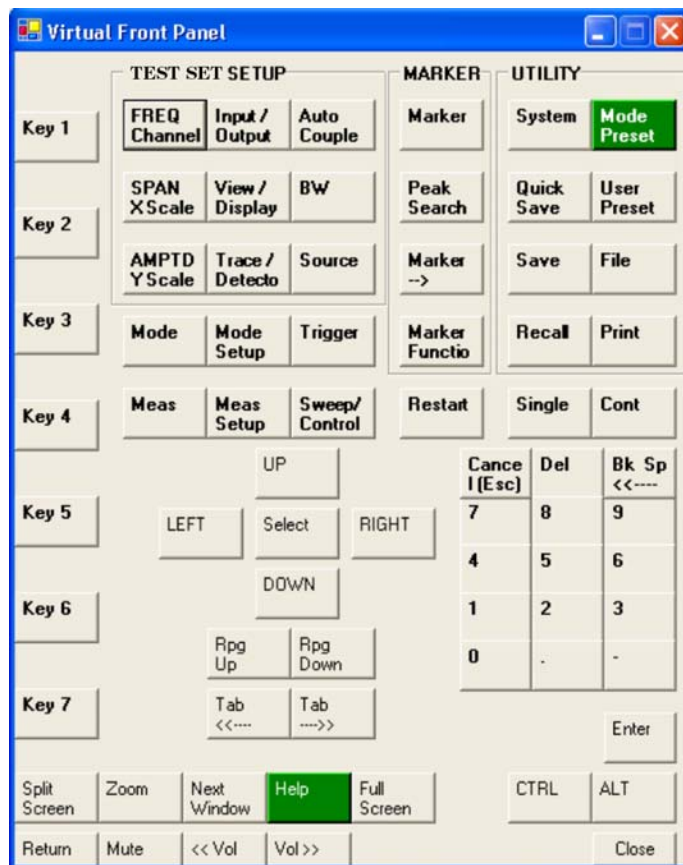 Virtual Front Panel
TEST SET SETUP
MARKER
UTILITY
Key 1
FREQ
Channel
Input /
Output
Auto
Couple
Marker
System
Mode
Preset
Key 2
SPAN
X Scale
View /
Display
BW
Peak
Search
Quick
Save
User
Preset
AMPTD
Y Scale
Trace /
Detecto
Source
Marker
-->
Save
File
Key 3
Mode
Mode
Setup
Trigger
Marker
Functio
Recall
Print
Key 4
Meas
Meas
Setup
Sweep/
Control
Restart
Single
Cont
UP
Cance
l (Esc)
Del
Bk Sp
<<----
Key 5
LEFT
Select
RIGHT
7
8
9
4
5
6
DOWN
Key 6
1
2
3
Rpg
Up
Rpg
Down
0
.
-
Key 7
Tab
<<----
Tab
---->>
Enter
Split
Screen
Zoom
Next
Window
Help
Full
Screen
CTRL
ALT
Return
Mute
<< Vol
Vol >>
Close